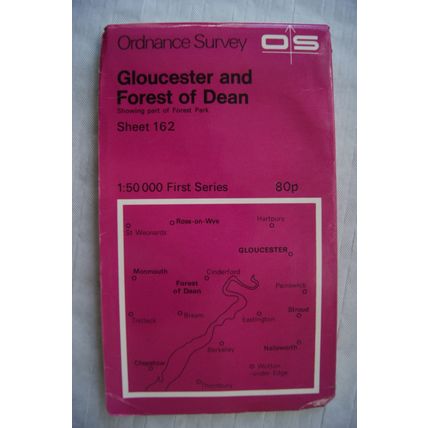 Ordnance Survey OS
Gloucester and
Forest of Dean
Showing part of Forest Park
Sheet 162
1:50 000 First Series 80p
Ross-on-Wye Hartpury
St Weonards
GLOUCESTER
Monmouth Cinderford
Forest
of Dean
Painswick
Trelleck Bream Eastington Stroud
Berkeley Nailsworth
Chepstow
Wotton-
under Edge
Thornbury